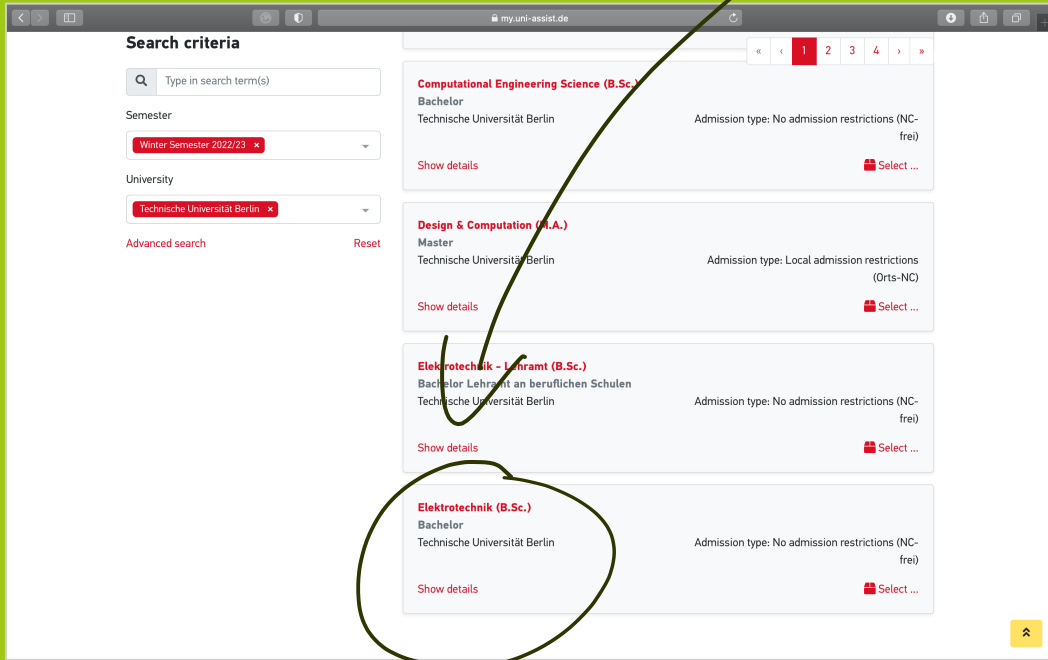 my.uni-assist.de
Search criteria
Type in search term(s)
Semester
Winter Semester 2022/23 ×
University
Technische Universität Berlin ×
Advanced search
Reset
« ‹ 1 2 3 4 › »
Computational Engineering Science (B.Sc.)
Bachelor
Technische Universität Berlin
Admission type: No admission restrictions (NC-
frei)
Show details
Select ...
Design & Computation (M.A.)
Master
Technische Universität Berlin
Admission type: Local admission restrictions
(Orts-NC)
Show details
Select ...
Elektrotechnik - Lehramt (B.Sc.)
Bachelor Lehramt an beruflichen Schulen
Technische Universität Berlin
Admission type: No admission restrictions (NC-
frei)
Show details
Select ...
Elektrotechnik (B.Sc.)
Bachelor
Technische Universität Berlin
Admission type: No admission restrictions (NC-
frei)
Show details
Select ...